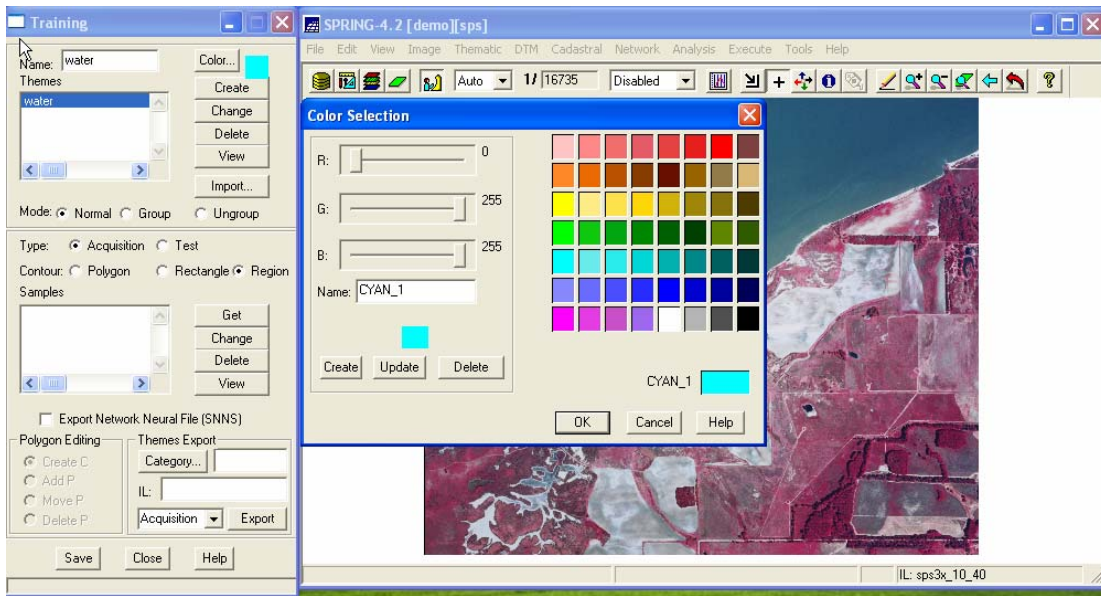 Training
Name: water
Color...
Themes
water
Create
Change
Delete
View
Import...
Mode: Normal Group Ungroup
Type: Acquisition Test
Contour: Polygon Rectangle Region
Samples
Get
Change
Delete
View
Export Network Neural File (SNNS)
Polygon Editing
Create C
Add P
Move P
Delete P
Themes Export
Category...
IL:
Acquisition Export
Save Close Help
SPRING-4.2 [demo][sps]
File Edit View Image Thematic DTM Cadastral Network Analysis Execute Tools Help
Auto 1/ 16735 Disabled
Color Selection
R: 0
G: 255
B: 255
Name: CYAN_1
Create Update Delete
CYAN_1
OK Cancel Help
IL: sps3x_10_40